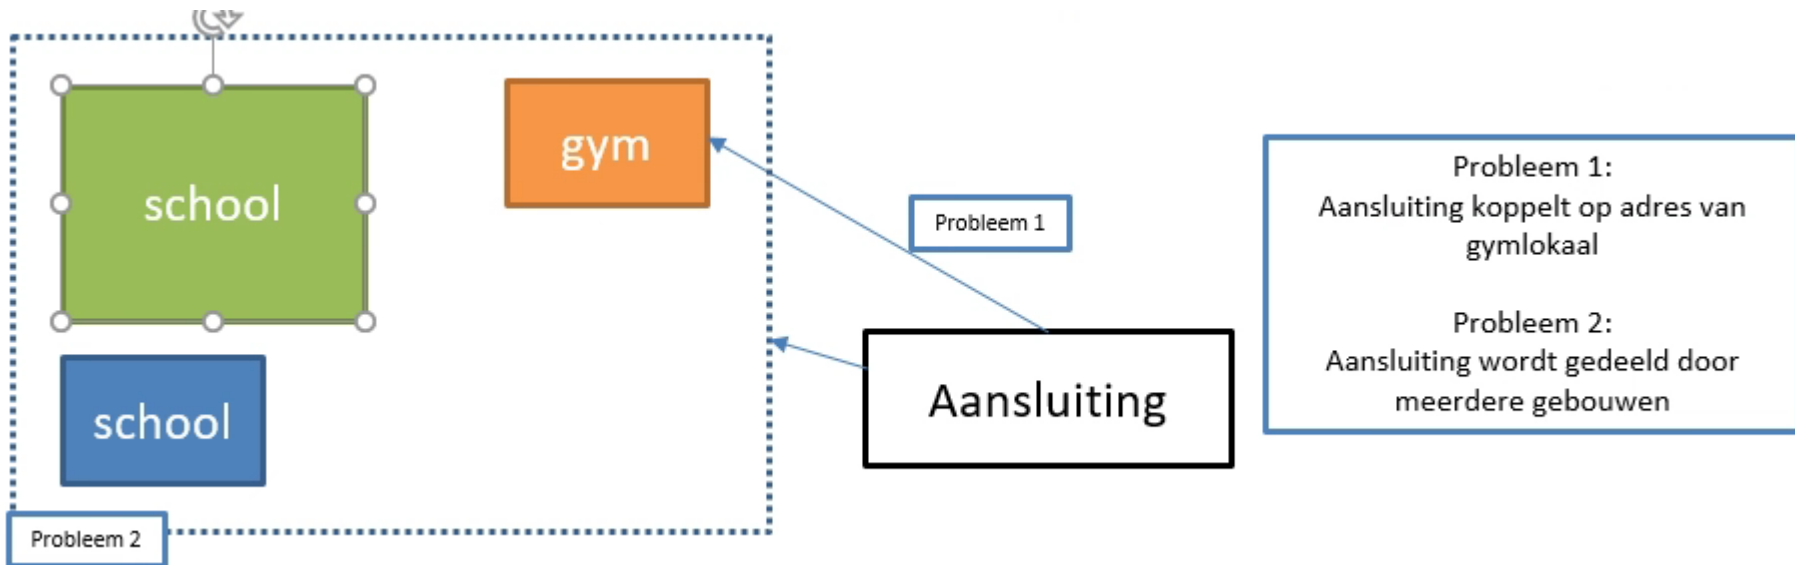 school
gym
school
Probleem 2
Probleem 1
Aansluiting
Probleem 1:
Aansluiting koppelt op adres van
gymlokaal
Probleem 2:
Aansluiting wordt gedeeld door
meerdere gebouwen